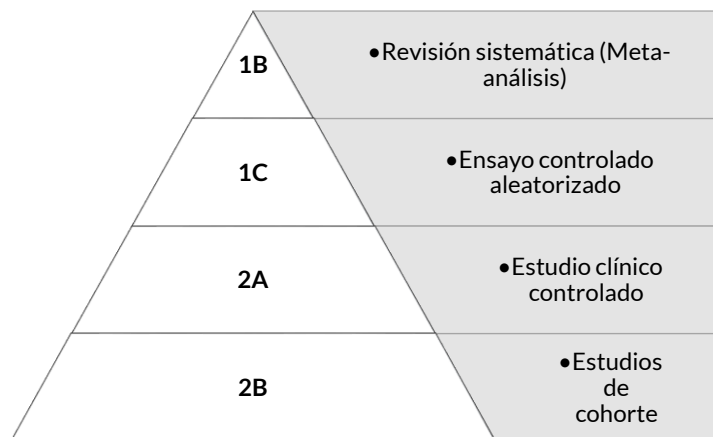 1B
•Revisión sistemática (Meta-
análisis)
1C
•Ensayo controlado
aleatorizado
2A
•Estudio clínico
controlado
2B
•Estudios
de
cohorte